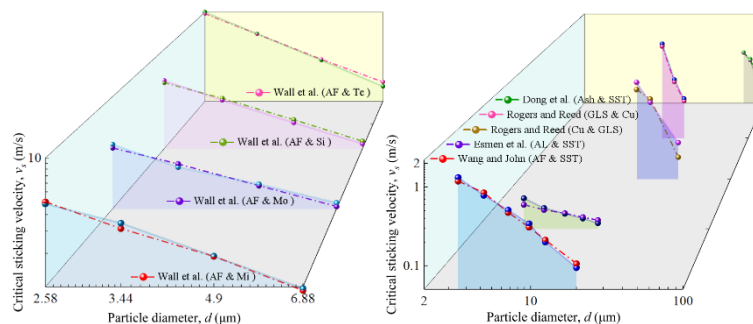 Critical sticking velocity, vs (m/s)
10
Wall et al. (AF & Te)
Wall et al. (AF & Si)
Wall et al. (AF & Mo)
Wall et al. (AF & Mi)
2.58 3.44 4.9 6.88
Particle diameter, d (μm)
Critical sticking velocity, vs (m/s)
2
1
0.1
Dong et al. (Ash & SST)
Rogers and Reed (GLS & Cu)
Rogers and Reed (Cu & GLS)
Esmen et al. (AL & SST)
Wang and John (AF & SST)
2 10 100
Particle diameter, d (μm)